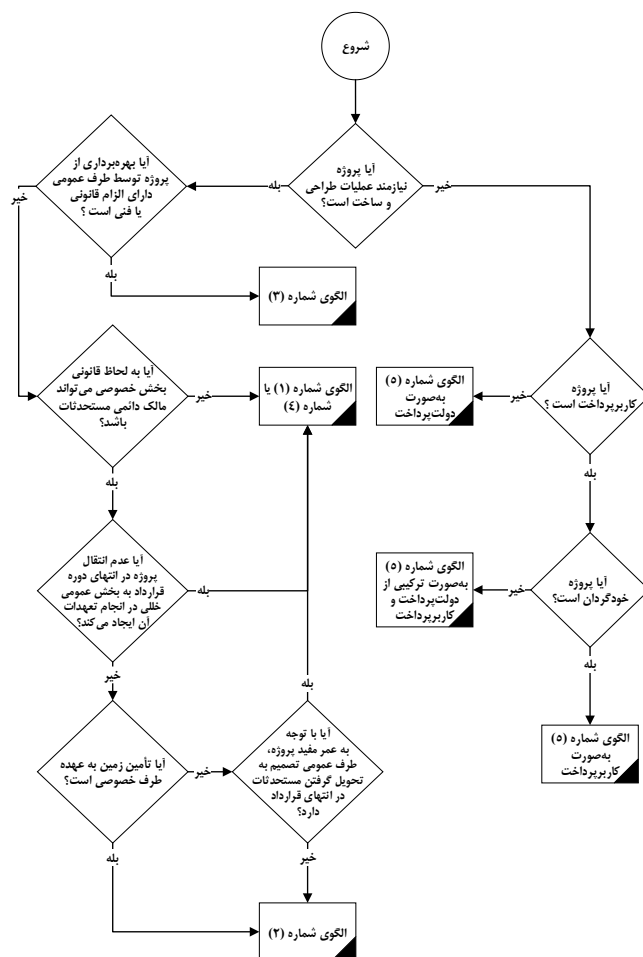 شروع
آیا پروژه
نیازمند عملیات طراحی
و ساخت است؟
بله
خیر
آیا بهره‌برداری از
پروژه توسط طرف عمومی
دارای الزام قانونی
یا فنی است ؟
خیر
بله
الگوی شماره (۳)
آیا به لحاظ قانونی
بخش خصوصی می‌تواند
مالک دائمی مستحدثات
باشد؟
خیر
الگوی شماره (۱) یا
شماره (٤)
بله
آیا پروژه
کاربرپرداخت است ؟
خیر
الگوی شماره (٥)
به‌صورت
دولت‌پرداخت
بله
آیا عدم انتقال
پروژه در انتهای دوره
قرارداد به بخش عمومی
خللی در انجام تعهدات
آن ایجاد می‌کند؟
بله
خیر
آیا پروژه
خودگردان است؟
خیر
الگوی شماره (٥)
به‌صورت ترکیبی از
دولت‌پرداخت و
کاربرپرداخت
بله
الگوی شماره (٥)
به‌صورت
کاربرپرداخت
آیا تأمین زمین به عهده
طرف خصوصی است؟
خیر
بله
آیا با توجه
به عمر مفید پروژه،
طرف عمومی تصمیم به
تحویل گرفتن مستحدثات
در انتهای قرارداد
دارد؟
بله
خیر
الگوی شماره (۲)